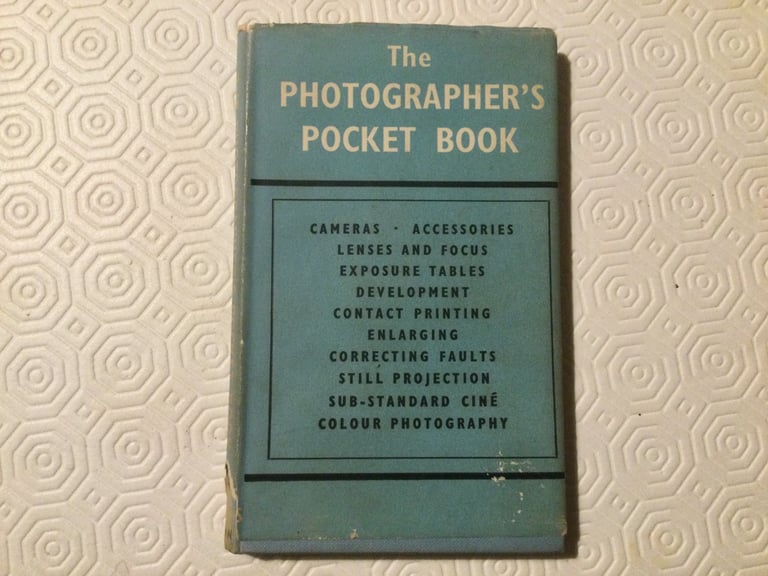 The
PHOTOGRAPHER'S
POCKET BOOK
CAMERAS · ACCESSORIES
LENSES AND FOCUS
EXPOSURE TABLES
DEVELOPMENT
CONTACT PRINTING
ENLARGING
CORRECTING FAULTS
STILL PROJECTION
SUB-STANDARD CINÉ
COLOUR PHOTOGRAPHY